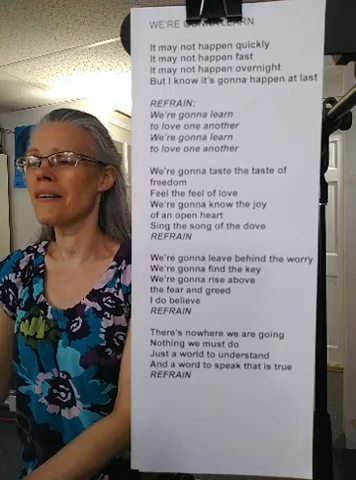 WE'RE GONNA LEARN
It may not happen quickly
It may not happen fast
It may not happen overnight
But I know it's gonna happen at last
REFRAIN:
We're gonna learn
to love one another
We're gonna learn
to love one another
We're gonna taste the taste of
freedom
Feel the feel of love
We're gonna know the joy
of an open heart
Sing the song of the dove
REFRAIN
We're gonna leave behind the worry
We're gonna find the key
We're gonna rise above
the fear and greed
I do believe
REFRAIN
There's nowhere we are going
Nothing we must do
Just a world to understand
And a word to speak that is true
REFRAIN